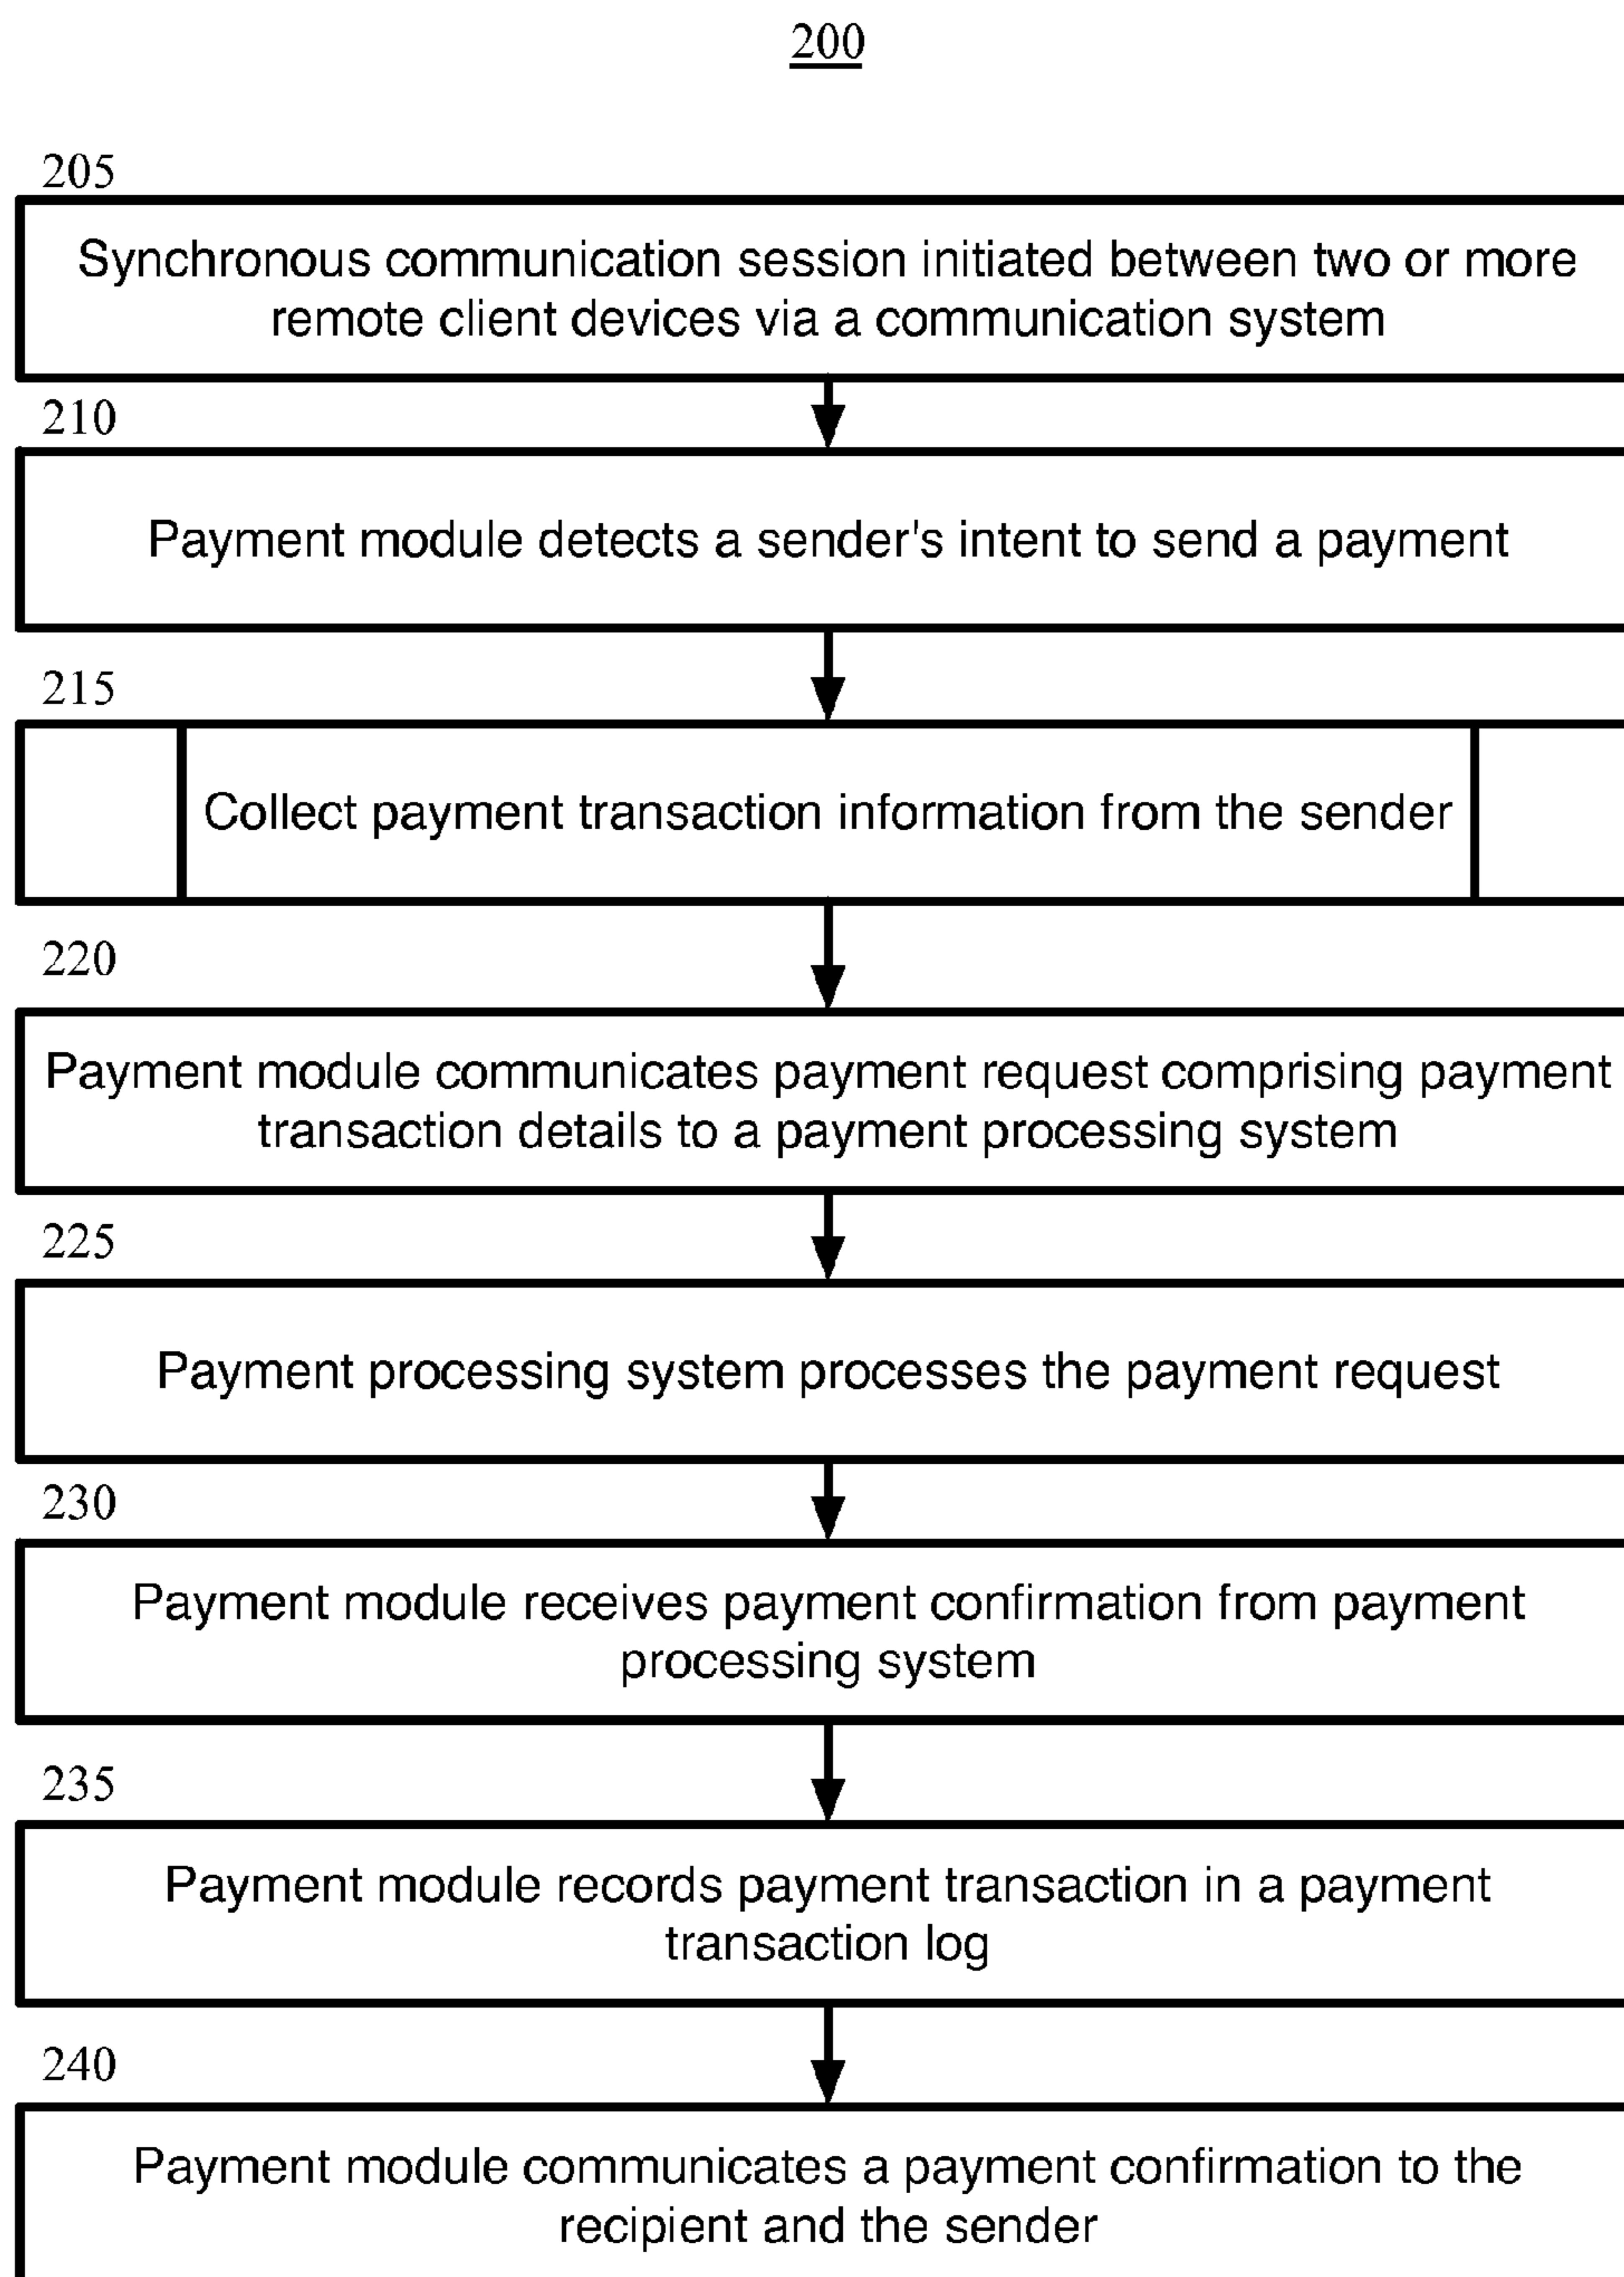 200
205
Synchronous communication session initiated between two or more
remote client devices via a communication system
210
Payment module detects a sender's intent to send a payment
215
Collect payment transaction information from the sender
220
Payment module communicates payment request comprising payment
transaction details to a payment processing system
225
Payment processing system processes the payment request
230
Payment module receives payment confirmation from payment
processing system
235
Payment module records payment transaction in a payment
transaction log
240
Payment module communicates a payment confirmation to the
recipient and the sender